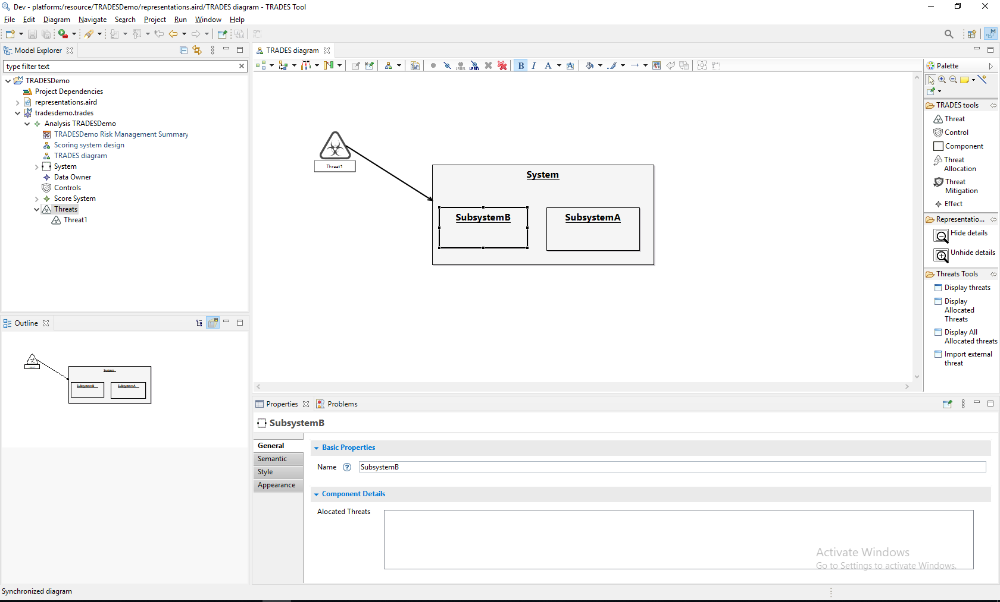 Dev - platform:/resource/TRADESDemo/representations.aird/TRADES diagram - TRADES Tool
File Edit Diagram Navigate Search Project Run Window Help
Model Explorer
type filter text
TRADESDemo
Project Dependencies
representations.aird
tradesdemo.trades
Analysis TRADESDemo
TRADESDemo Risk Management Summary
Scoring system design
TRADES diagram
System
Data Owner
Controls
Score System
Threats
Threat1
Outline
System
SubsystemB
SubsystemA
TRADES diagram
LABEL LABEL
B I A A
Threat1
System
SubsystemB
SubsystemA
Palette
TRADES tools
Threat
Control
Component
Threat
Allocation
Threat
Mitigation
Effect
Representatio...
Hide details
Unhide details
Threats Tools
Display threats
Display
Allocated
Threats
Display All
Allocated threats
Import external
threat
Properties
Problems
SubsystemB
General
Semantic
Style
Appearance
Basic Properties
Name ? SubsystemB
Component Details
Alocated Threats
Activate Windows
Go to Settings to activate Windows.
Synchronized diagram